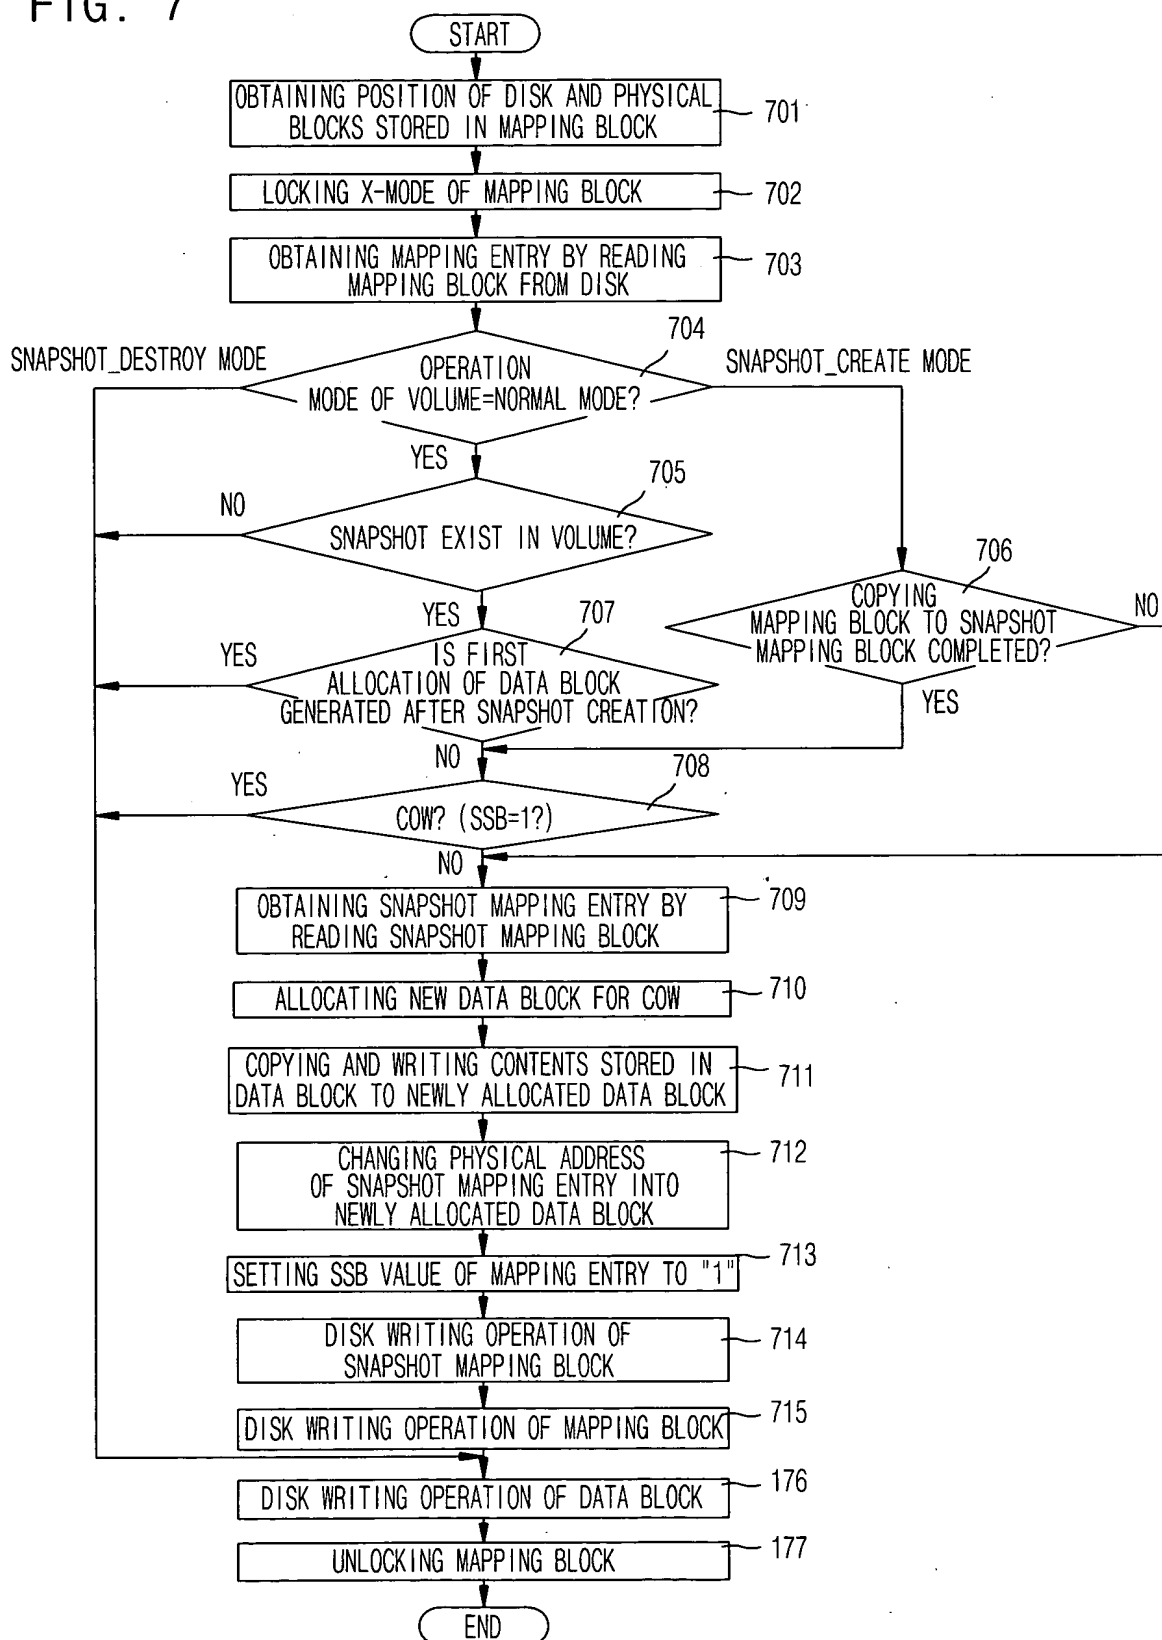 FIG. 7
START
OBTAINING POSITION OF DISK AND PHYSICAL
BLOCKS STORED IN MAPPING BLOCK
701
LOCKING X-MODE OF MAPPING BLOCK
702
OBTAINING MAPPING ENTRY BY READING
MAPPING BLOCK FROM DISK
703
704
SNAPSHOT_DESTROY MODE
SNAPSHOT_CREATE MODE
OPERATION
MODE OF VOLUME=NORMAL MODE?
YES
705
NO
SNAPSHOT EXIST IN VOLUME?
706
COPYING
MAPPING BLOCK TO SNAPSHOT
MAPPING BLOCK COMPLETED?
NO
YES
YES
707
YES
IS FIRST
ALLOCATION OF DATA BLOCK
GENERATED AFTER SNAPSHOT CREATION?
NO
708
YES
COW? (SSB=1?)
NO
OBTAINING SNAPSHOT MAPPING ENTRY BY
READING SNAPSHOT MAPPING BLOCK
709
ALLOCATING NEW DATA BLOCK FOR COW
710
COPYING AND WRITING CONTENTS STORED IN
DATA BLOCK TO NEWLY ALLOCATED DATA BLOCK
711
CHANGING PHYSICAL ADDRESS
OF SNAPSHOT MAPPING ENTRY INTO
NEWLY ALLOCATED DATA BLOCK
712
SETTING SSB VALUE OF MAPPING ENTRY TO "1"
713
DISK WRITING OPERATION OF
SNAPSHOT MAPPING BLOCK
714
DISK WRITING OPERATION OF MAPPING BLOCK
715
DISK WRITING OPERATION OF DATA BLOCK
176
UNLOCKING MAPPING BLOCK
177
END